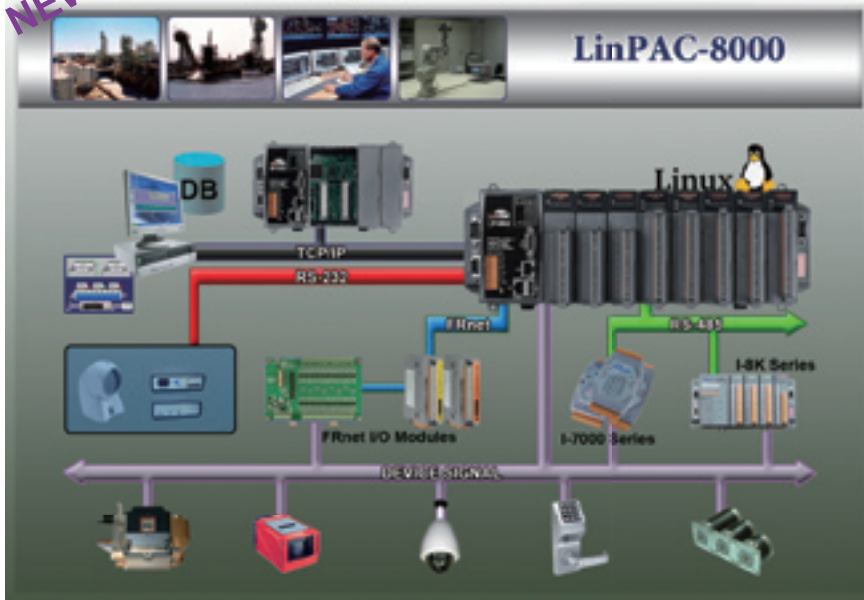 NEW
LinPAC-8000
Linux
DB
TCP/IP
RS-232
FRnet
RS-485
I-8K Series
FRnet I/O Modules
I-7000 Series
DEVICE SIGNAL